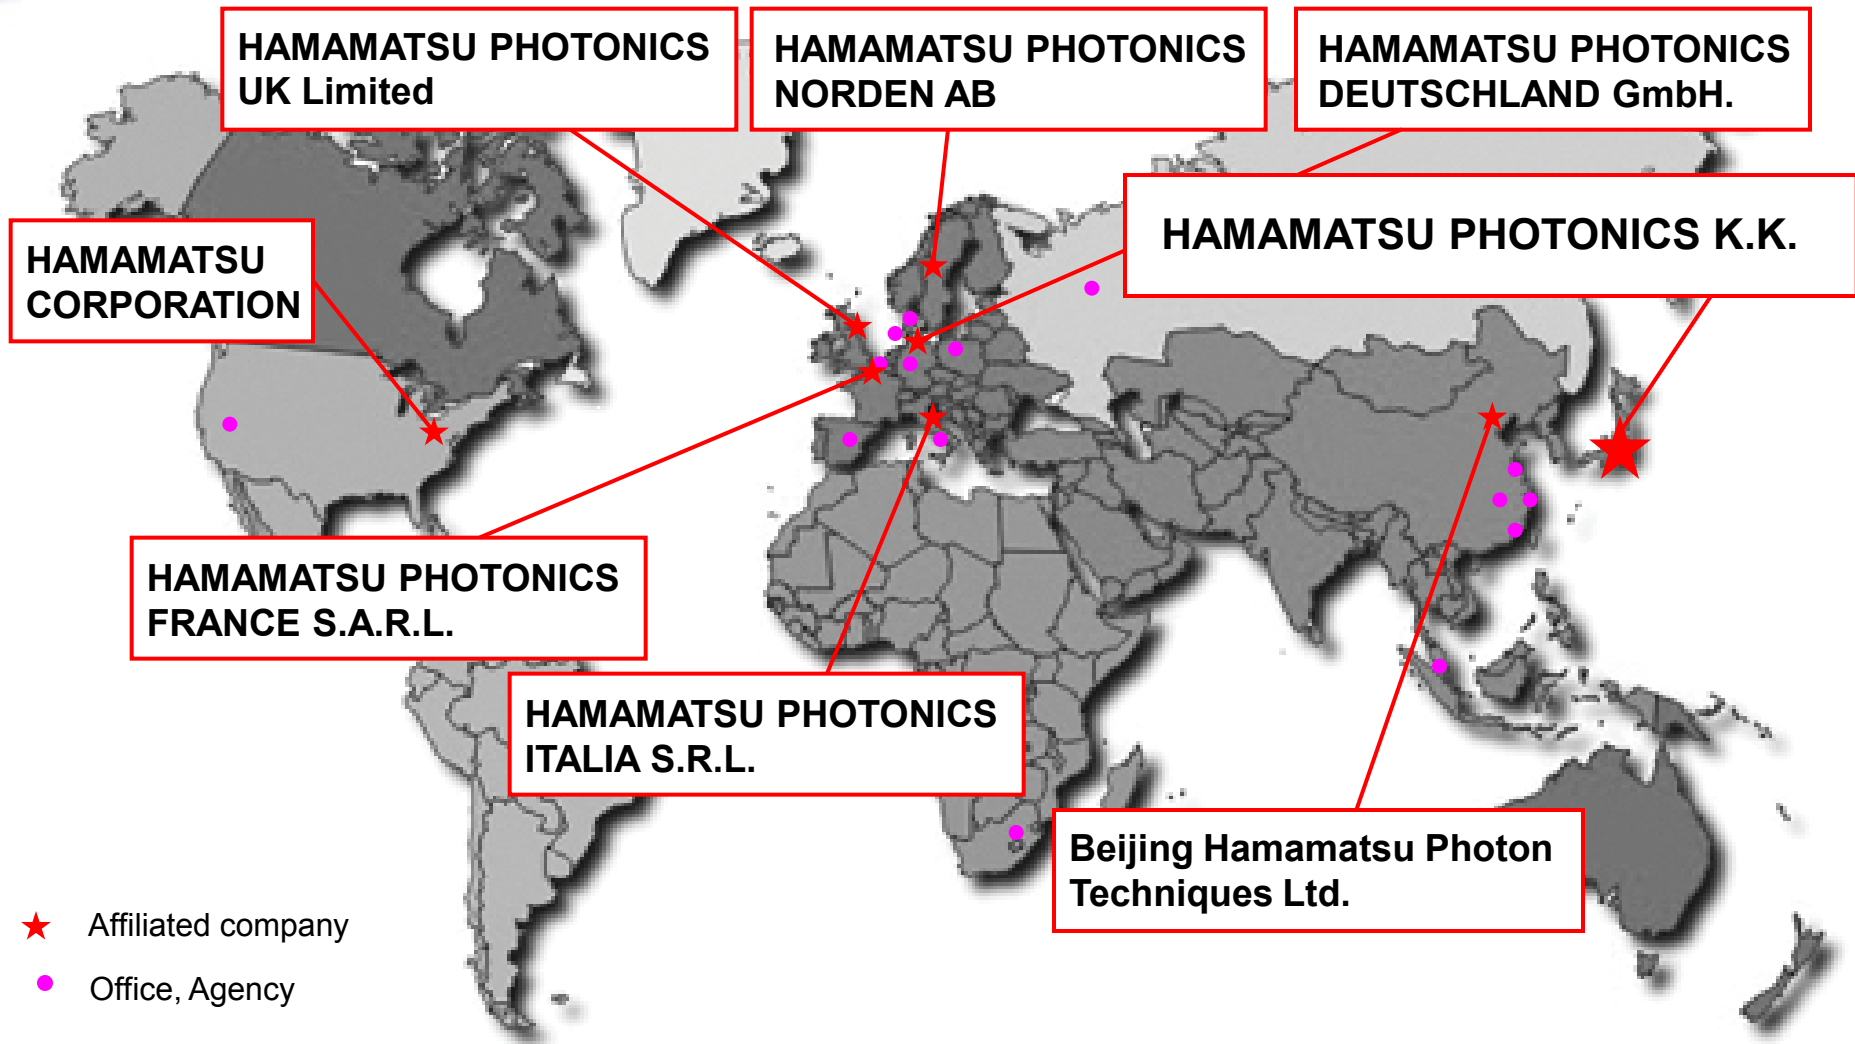 HAMAMATSU PHOTONICS
UK Limited
HAMAMATSU PHOTONICS
NORDEN AB
HAMAMATSU PHOTONICS
DEUTSCHLAND GmbH.
HAMAMATSU PHOTONICS K.K.
HAMAMATSU
CORPORATION
HAMAMATSU PHOTONICS
FRANCE S.A.R.L.
HAMAMATSU PHOTONICS
ITALIA S.R.L.
Beijing Hamamatsu Photon
Techniques Ltd.
Affiliated company
Office, Agency